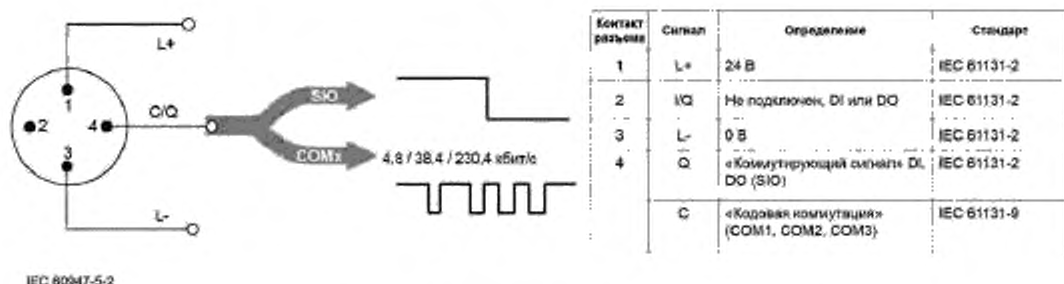 L+
1
2
4
3
C/Q
SIO
COMx
4,8 / 38,4 / 230,4 кбит/с
L-
IEC 60947-5-2
Контакт разъема Сигнал Определение Стандарт
1 L+ 24 В IEC 61131-2
2 I/Q Не подключен, DI или DO IEC 61131-2
3 L- 0 В IEC 61131-2
4 Q «Коммутирующий сигнал» DI, IEC 61131-2
DO (SIO)
C «Кодовая коммутация» IEC 61131-9
(COM1, COM2, COM3)